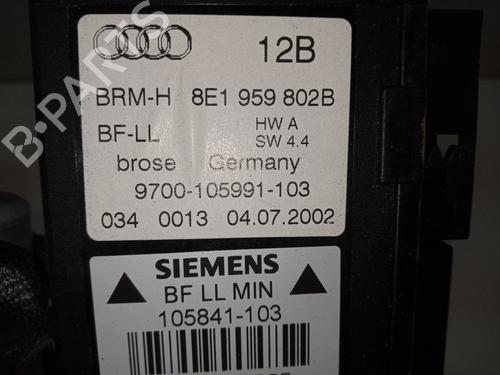 12B
BRM-H 8E1 959 802B
BF-LL HW A
SW 4.4
brose Germany
9700-105991-103
034 0013 04.07.2002
SIEMENS
BF LL MIN
105841-103
B-PARTS